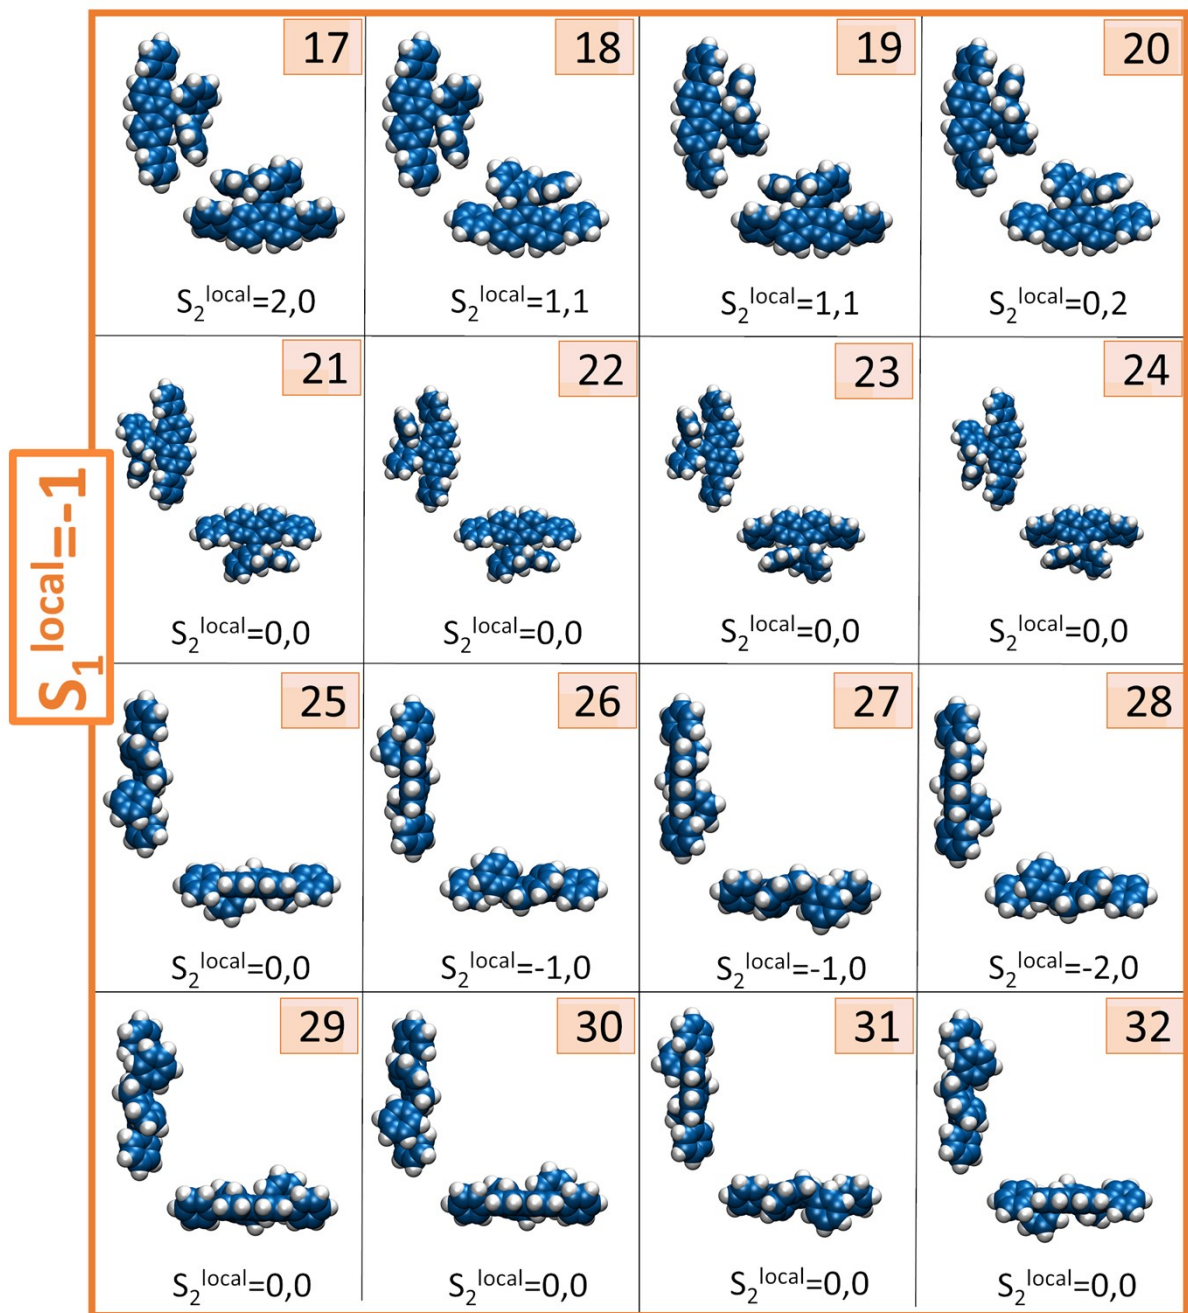 S₁ˡᵒᶜᵃˡ=-1
17
18
19
20
S₂ˡᵒᶜᵃˡ=2,0
S₂ˡᵒᶜᵃˡ=1,1
S₂ˡᵒᶜᵃˡ=1,1
S₂ˡᵒᶜᵃˡ=0,2
21
22
23
24
S₂ˡᵒᶜᵃˡ=0,0
S₂ˡᵒᶜᵃˡ=0,0
S₂ˡᵒᶜᵃˡ=0,0
S₂ˡᵒᶜᵃˡ=0,0
25
26
27
28
S₂ˡᵒᶜᵃˡ=0,0
S₂ˡᵒᶜᵃˡ=-1,0
S₂ˡᵒᶜᵃˡ=-1,0
S₂ˡᵒᶜᵃˡ=-2,0
29
30
31
32
S₂ˡᵒᶜᵃˡ=0,0
S₂ˡᵒᶜᵃˡ=0,0
S₂ˡᵒᶜᵃˡ=0,0
S₂ˡᵒᶜᵃˡ=0,0